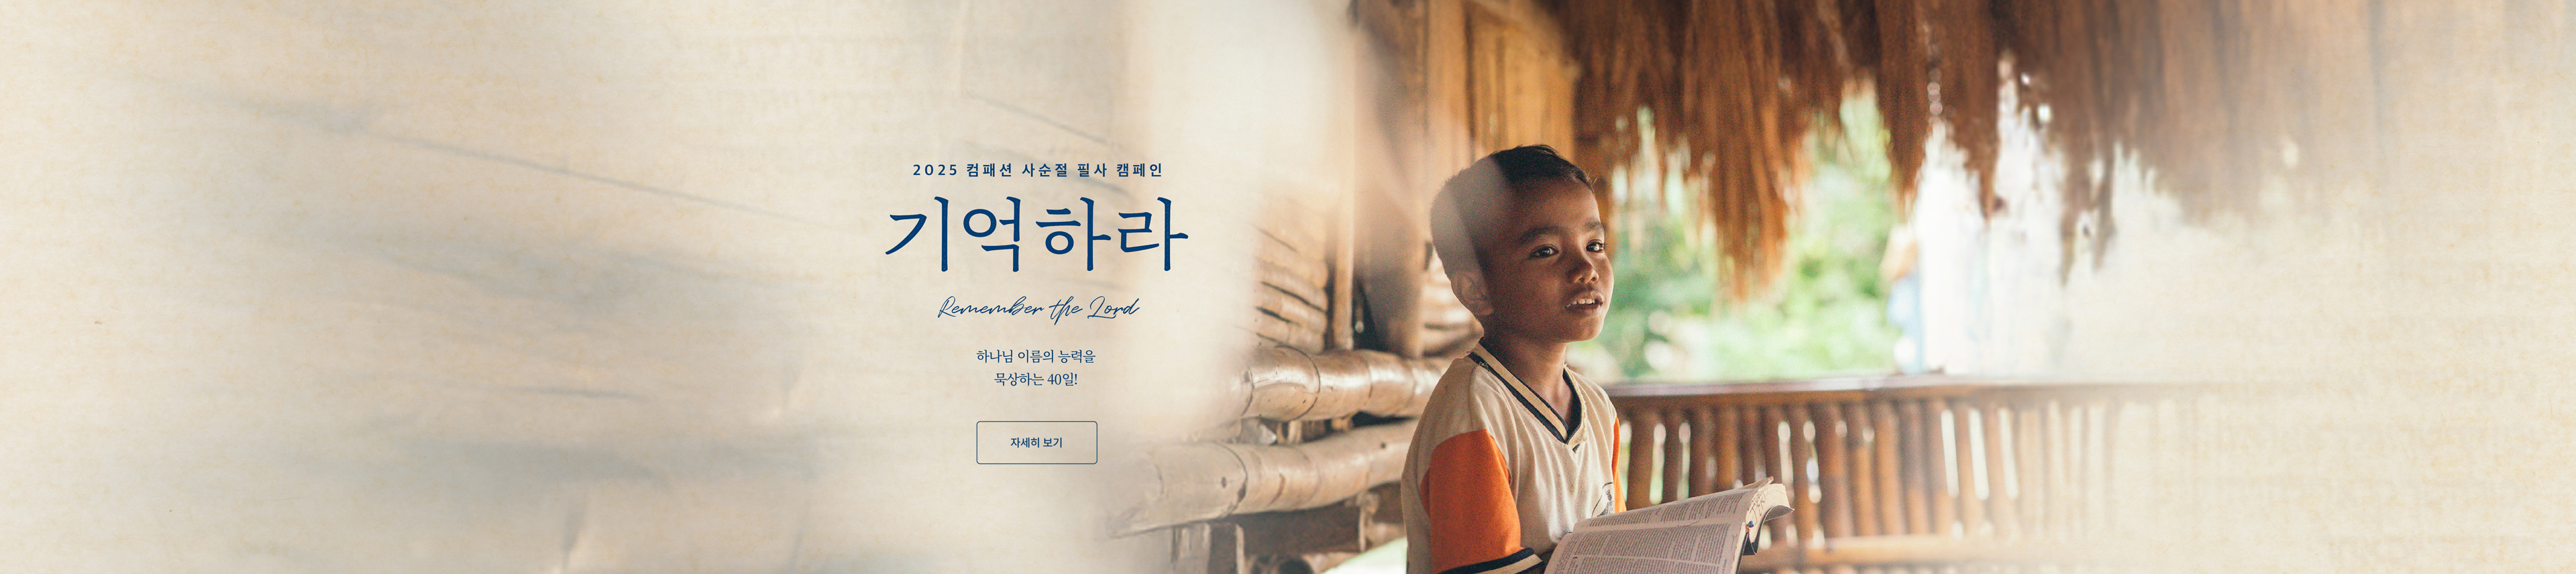 2025 컴패션 사순절 필사 캠페인
기억하라
Remember the Lord
하나님 이름의 능력을
묵상하는 40일!
자세히 보기